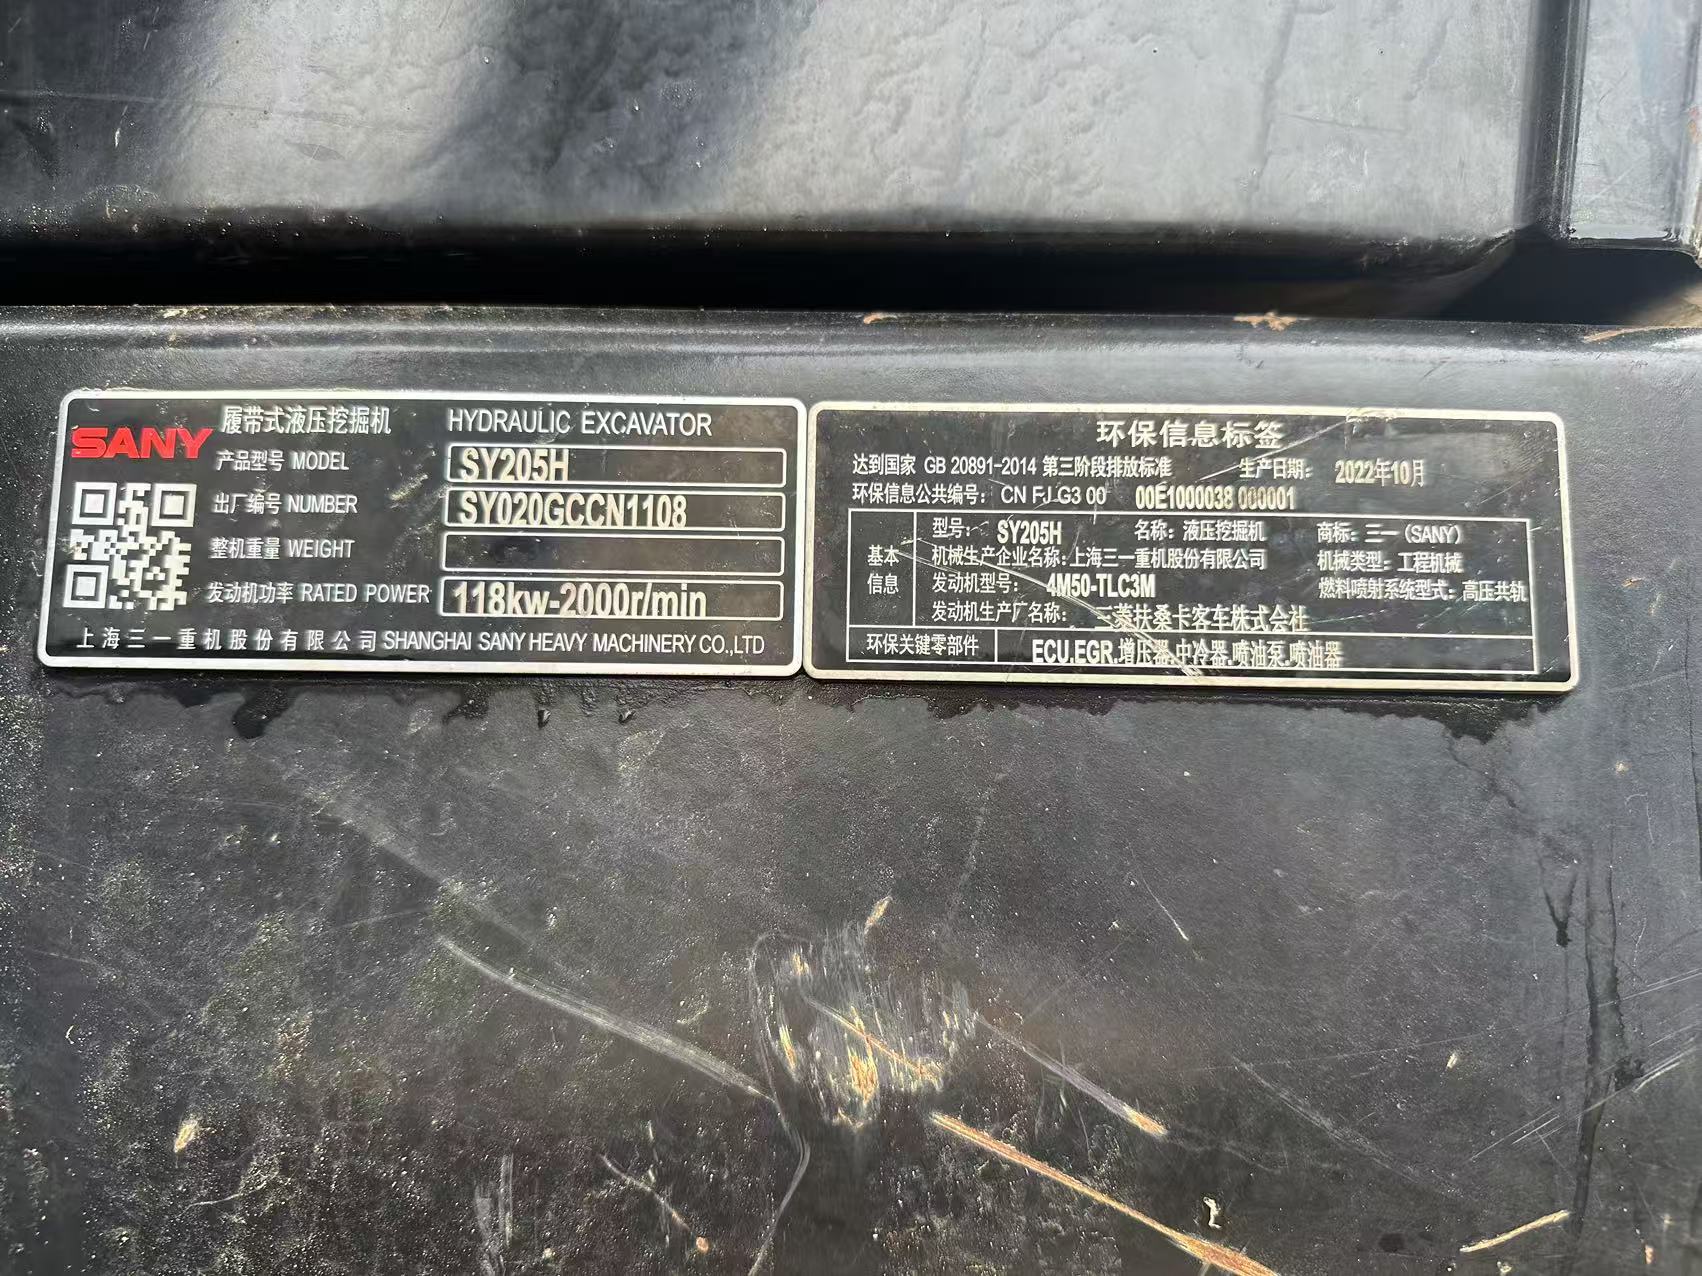 SANY 履带式液压挖掘机 HYDRAULIC EXCAVATOR
产品型号 MODEL SY205H
出厂编号 NUMBER SY020GCCN1108
整机重量 WEIGHT
发动机功率 RATED POWER 118kw-2000r/min
上海三一重机股份有限公司 SHANGHAI SANY HEAVY MACHINERY CO.,LTD
环保信息标签
达到国家 GB 20891-2014 第三阶段排放标准 生产日期: 2022年10月
环保信息公共编号: CN FJ G3 00 00E1000038 000001
基本信息
型号: SY205H 名称: 液压挖掘机 商标: 三一 (SANY)
机械生产企业名称: 上海三一重机股份有限公司 机械类型: 工程机械
发动机型号: 4M50-TLC3M 燃料喷射系统型式: 高压共轨
发动机生产厂名称: 三菱扶桑卡客车株式会社
环保关键零部件 ECU.EGR.增压器.中冷器.喷油泵.喷油器